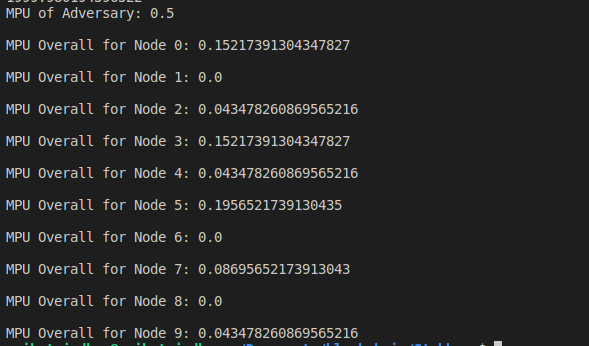 MPU of Adversary: 0.5
MPU Overall for Node 0: 0.15217391304347827
MPU Overall for Node 1: 0.0
MPU Overall for Node 2: 0.043478260869565216
MPU Overall for Node 3: 0.15217391304347827
MPU Overall for Node 4: 0.043478260869565216
MPU Overall for Node 5: 0.1956521739130435
MPU Overall for Node 6: 0.0
MPU Overall for Node 7: 0.08695652173913043
MPU Overall for Node 8: 0.0
MPU Overall for Node 9: 0.043478260869565216